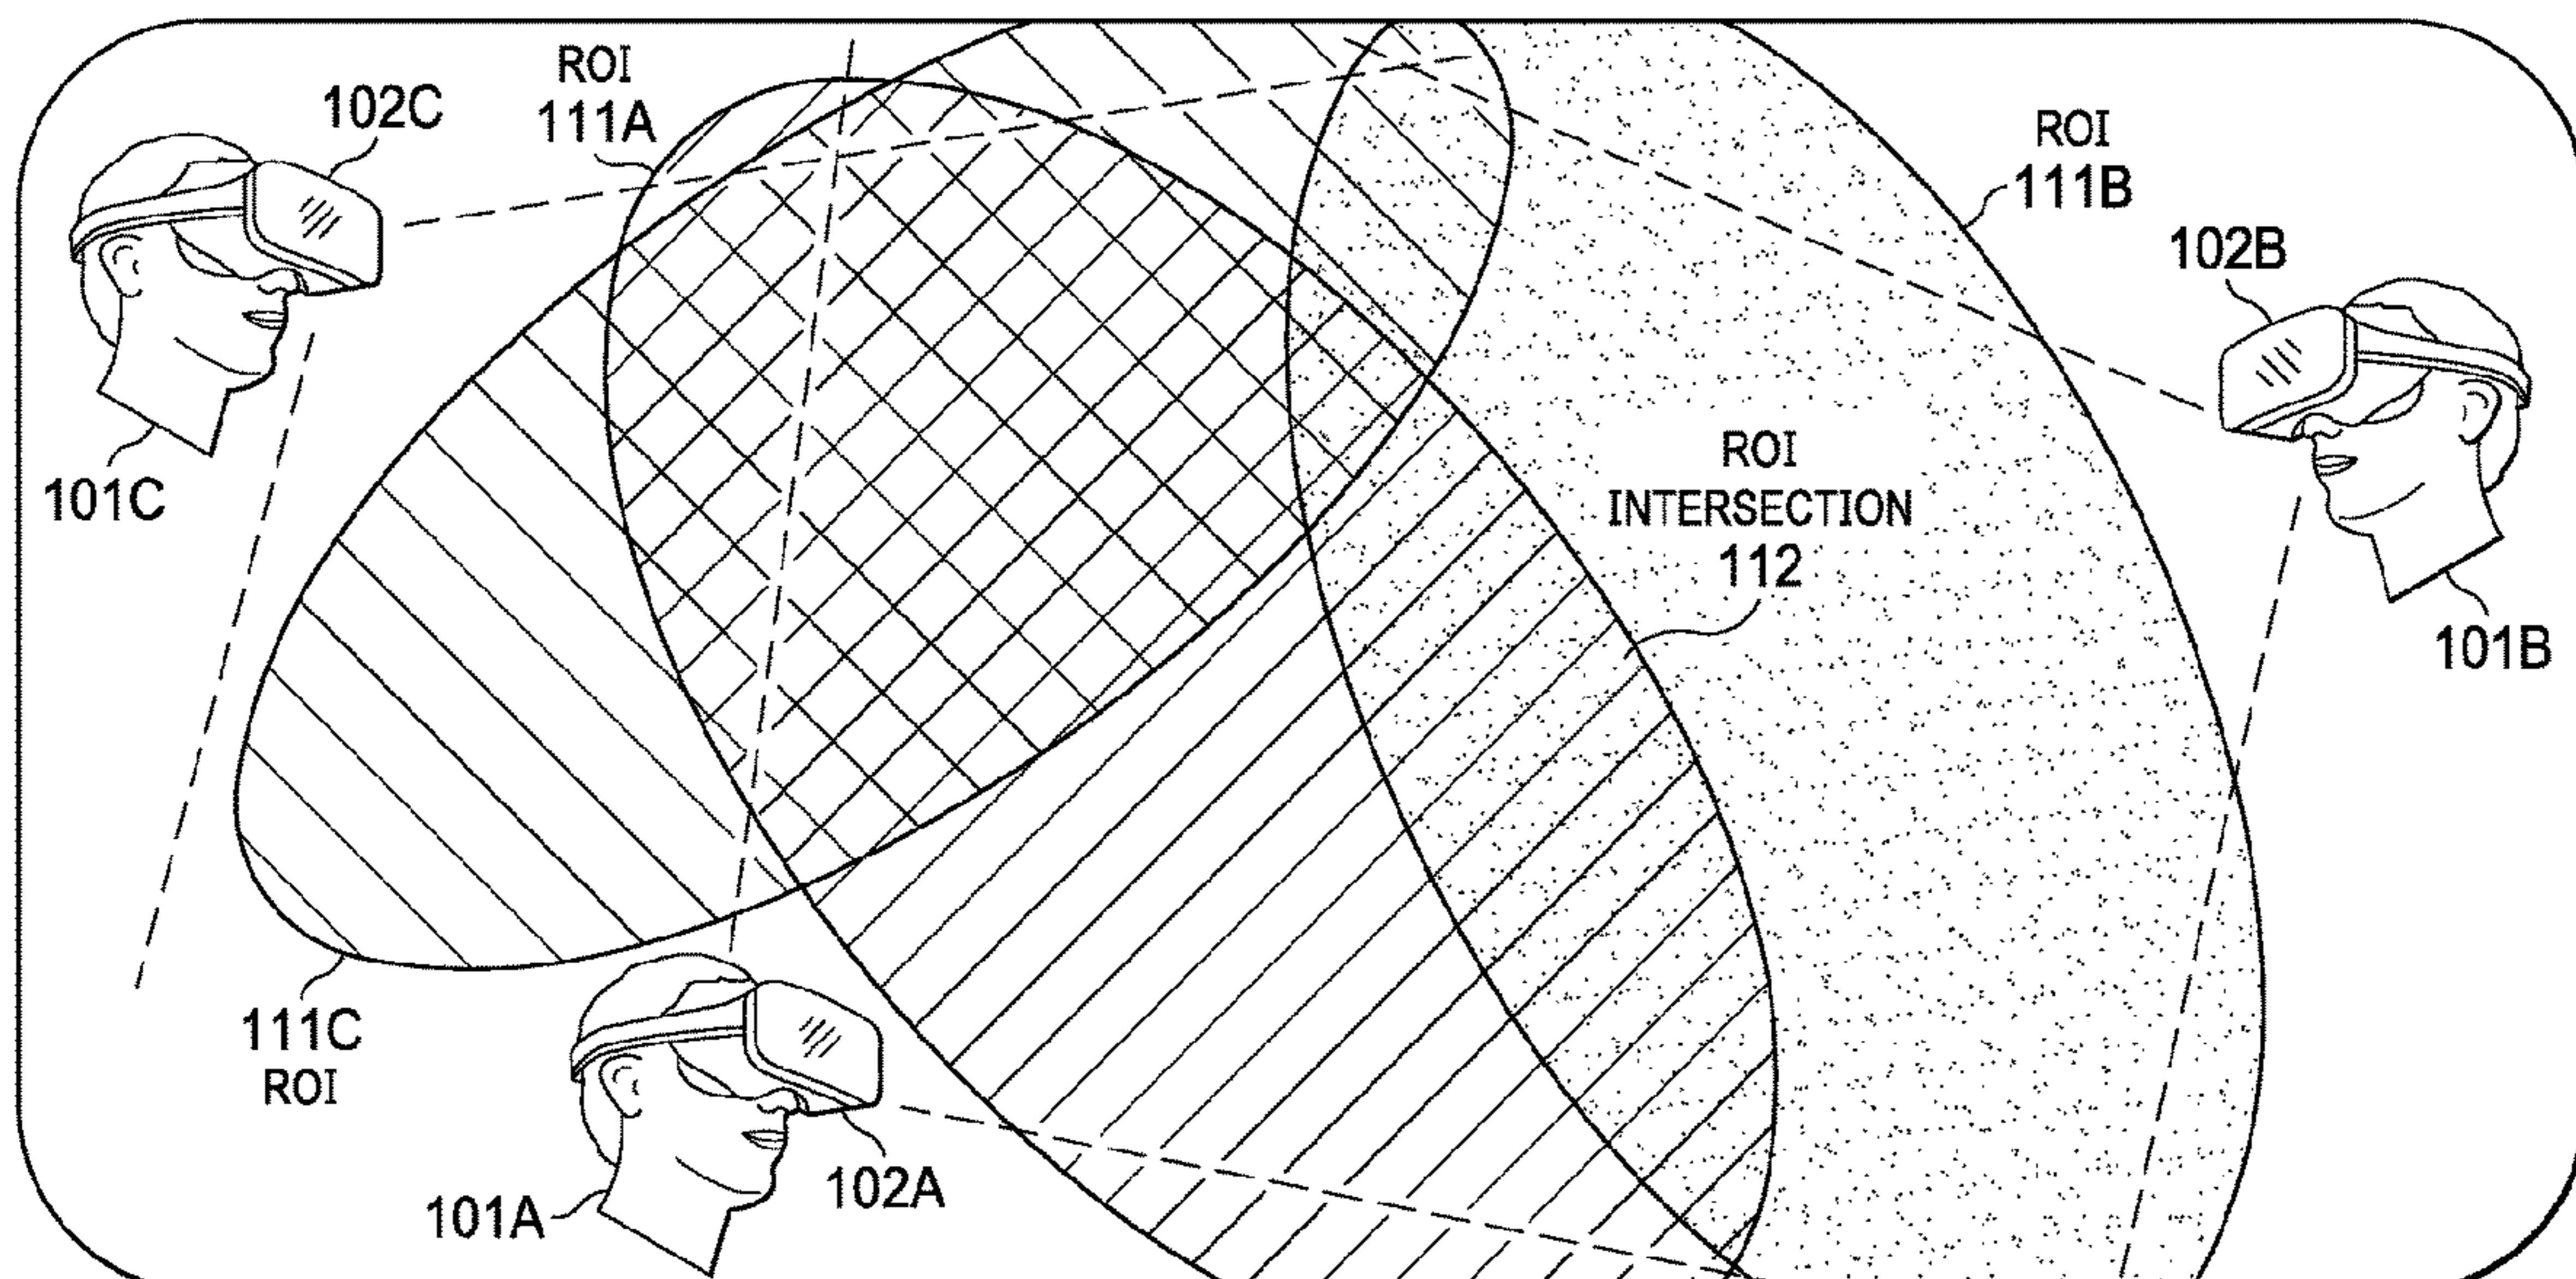 ROI
111A
102C
ROI
111B
102B
101C
ROI
INTERSECTION
112
101B
111C
ROI
102A
101A